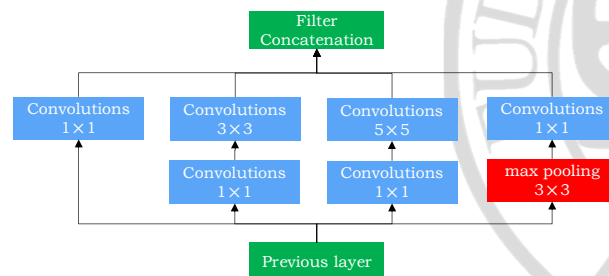 Filter
Concatenation
Convolutions
1×1
Convolutions
3×3
Convolutions
5×5
Convolutions
1×1
Convolutions
1×1
Convolutions
1×1
max pooling
3×3
Previous layer